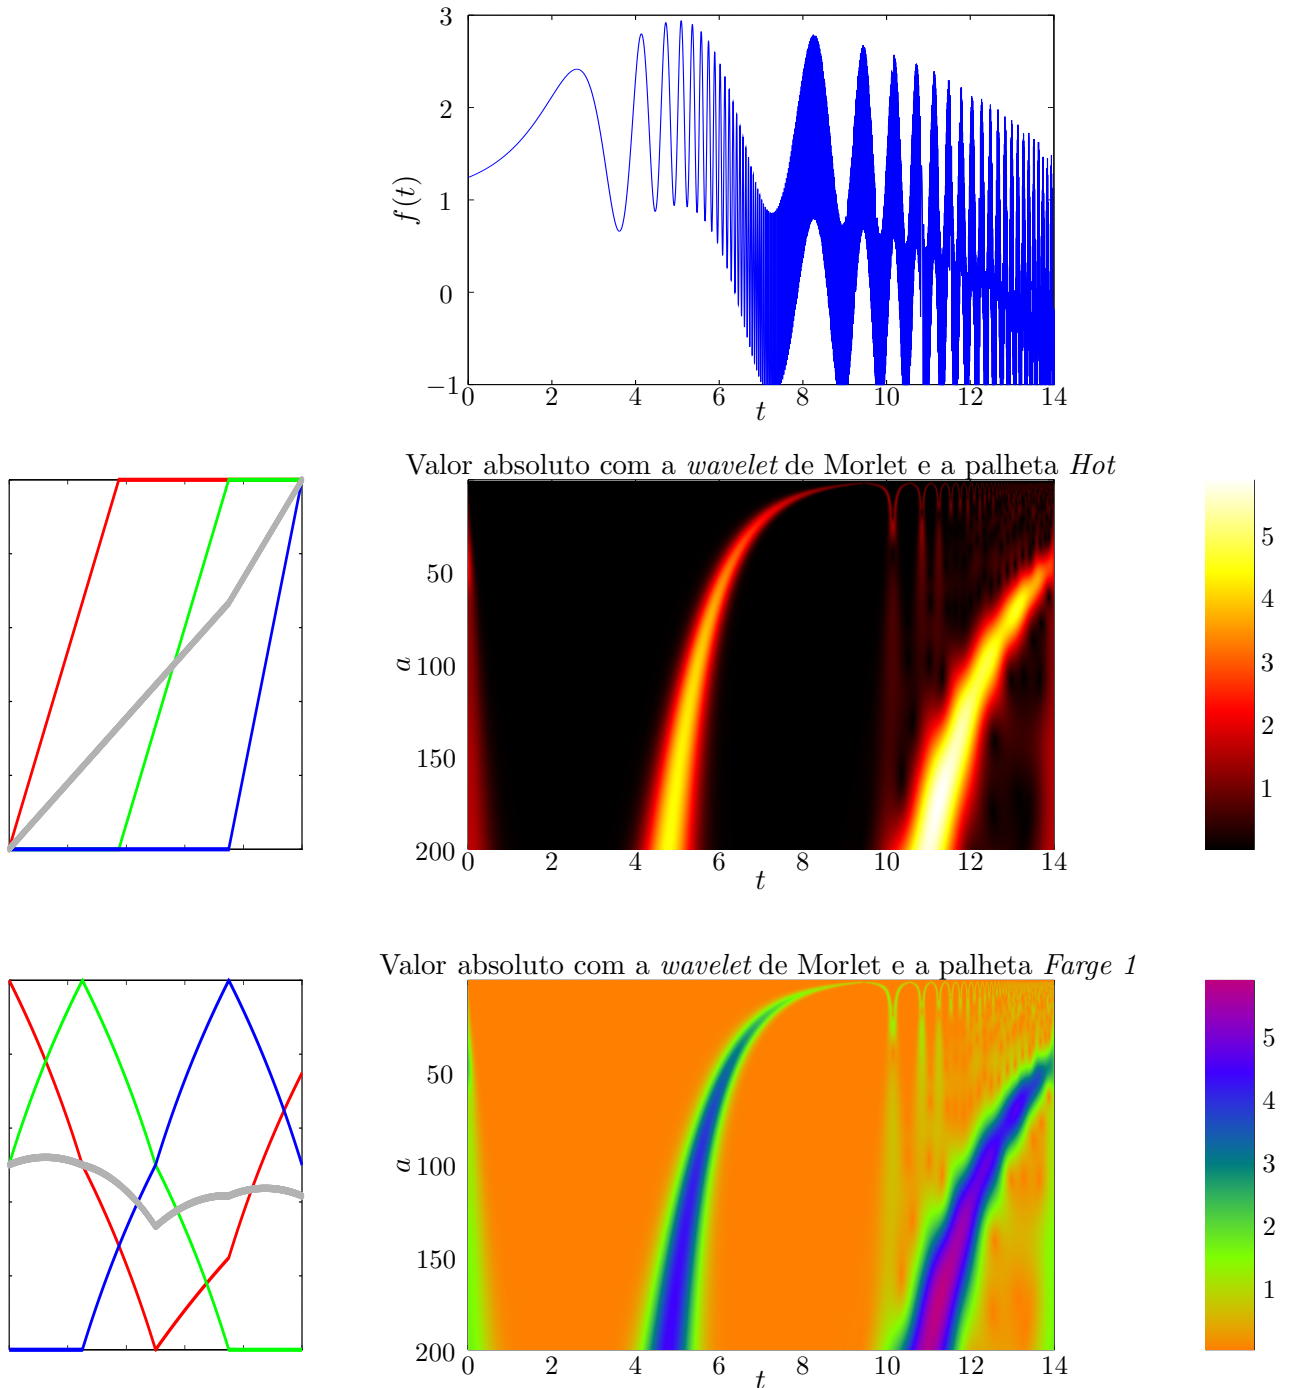 3
2
1
0
−1
f(t)
0 2 4 6 8 10 12 14
t
Valor absoluto com a wavelet de Morlet e a palheta Hot
50
100
150
200
a
0 2 4 6 8 10 12 14
t
5
4
3
2
1
Valor absoluto com a wavelet de Morlet e a palheta Farge 1
50
100
150
200
a
0 2 4 6 8 10 12 14
t
5
4
3
2
1